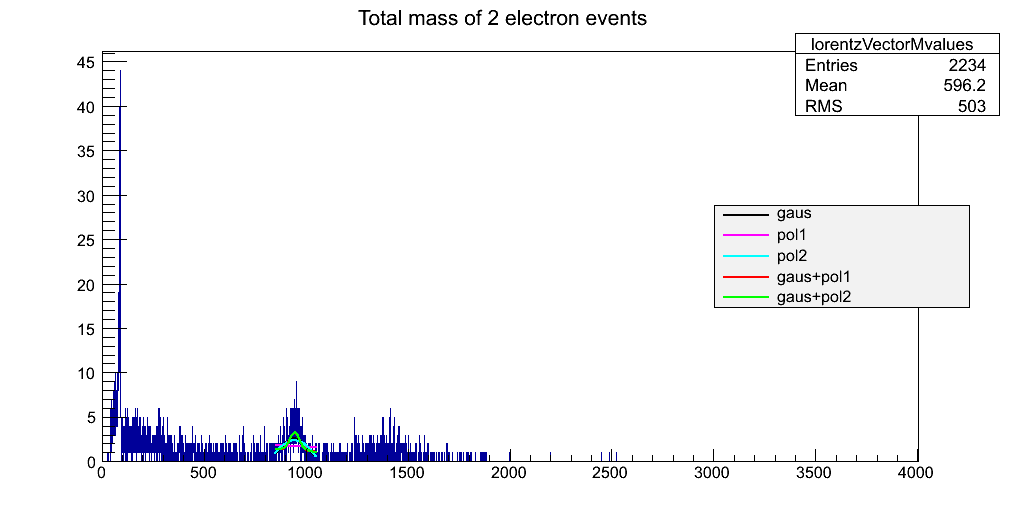 Total mass of 2 electron events
lorentzVectorMvalues
Entries 2234
Mean 596.2
RMS 503
45
40
35
30
25
20
15
10
5
0
gaus
pol1
pol2
gaus+pol1
gaus+pol2
0 500 1000 1500 2000 2500 3000 3500 4000